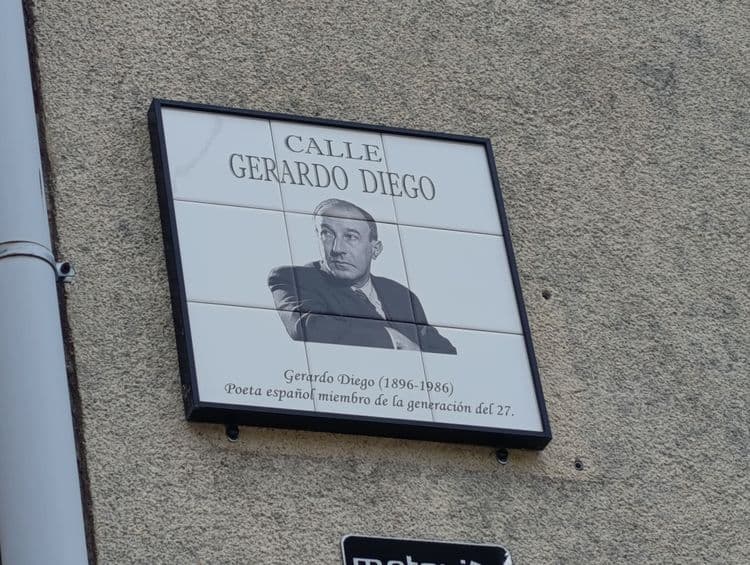 CALLE
GERARDO DIEGO
Gerardo Diego (1896-1986)
Poeta español miembro de la generación del 27.